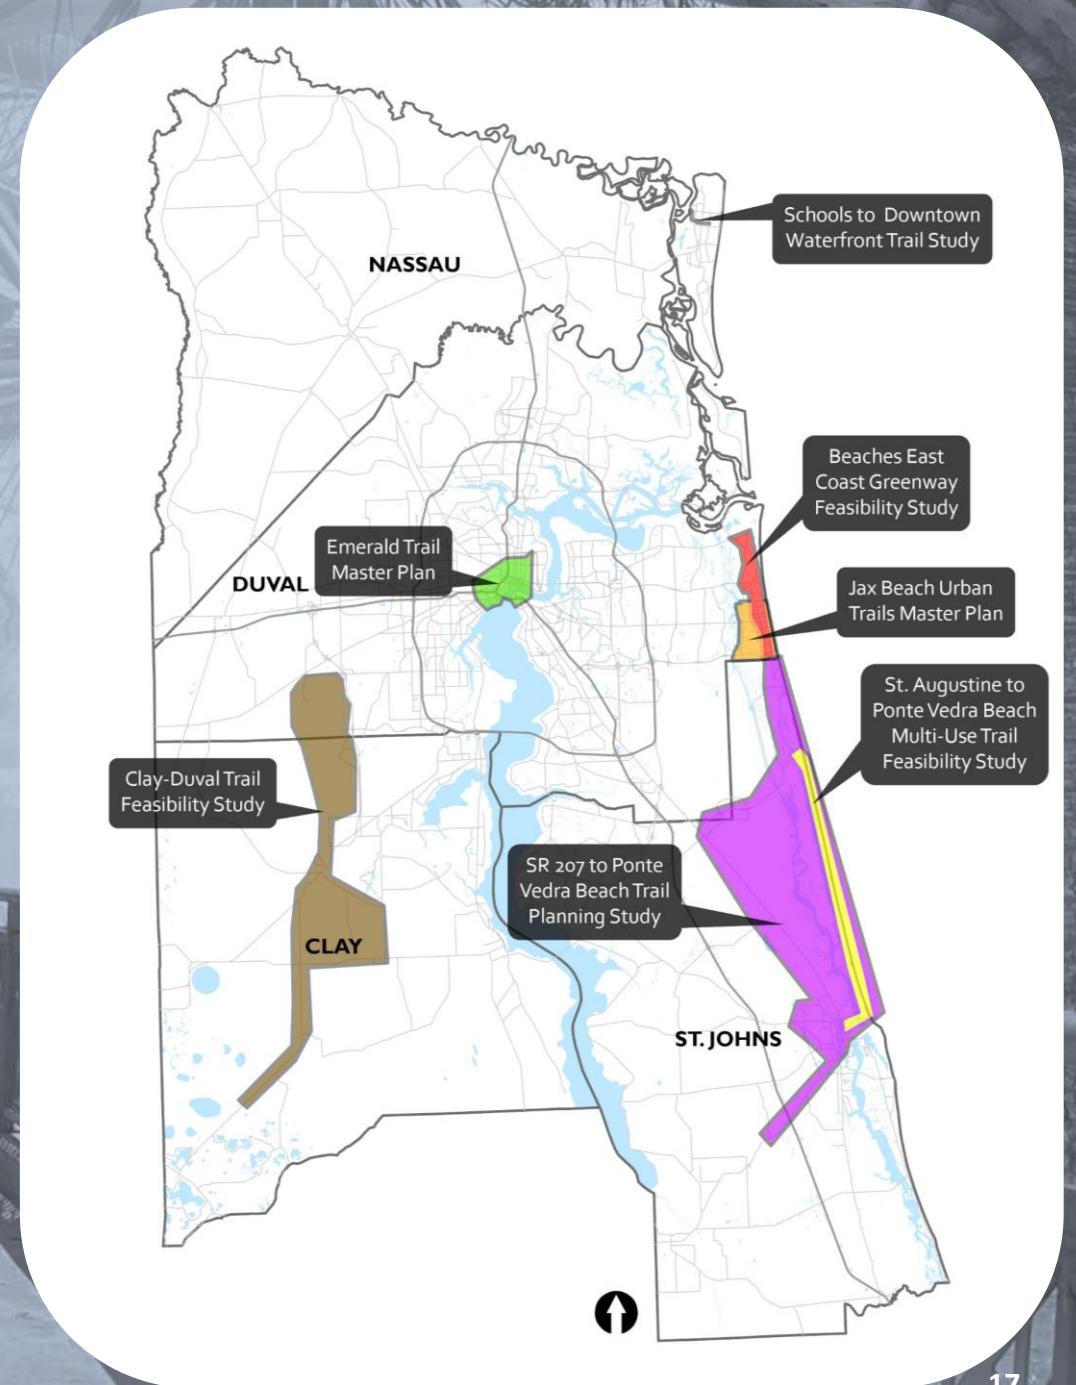 NASSAU
Schools to Downtown
Waterfront Trail Study
Beaches East
Coast Greenway
Feasibility Study
Emerald Trail
Master Plan
DUVAL
Jax Beach Urban
Trails Master Plan
St. Augustine to
Ponte Vedra Beach
Multi-Use Trail
Feasibility Study
Clay-Duval Trail
Feasibility Study
SR 207 to Ponte
Vedra Beach Trail
Planning Study
CLAY
ST. JOHNS
17